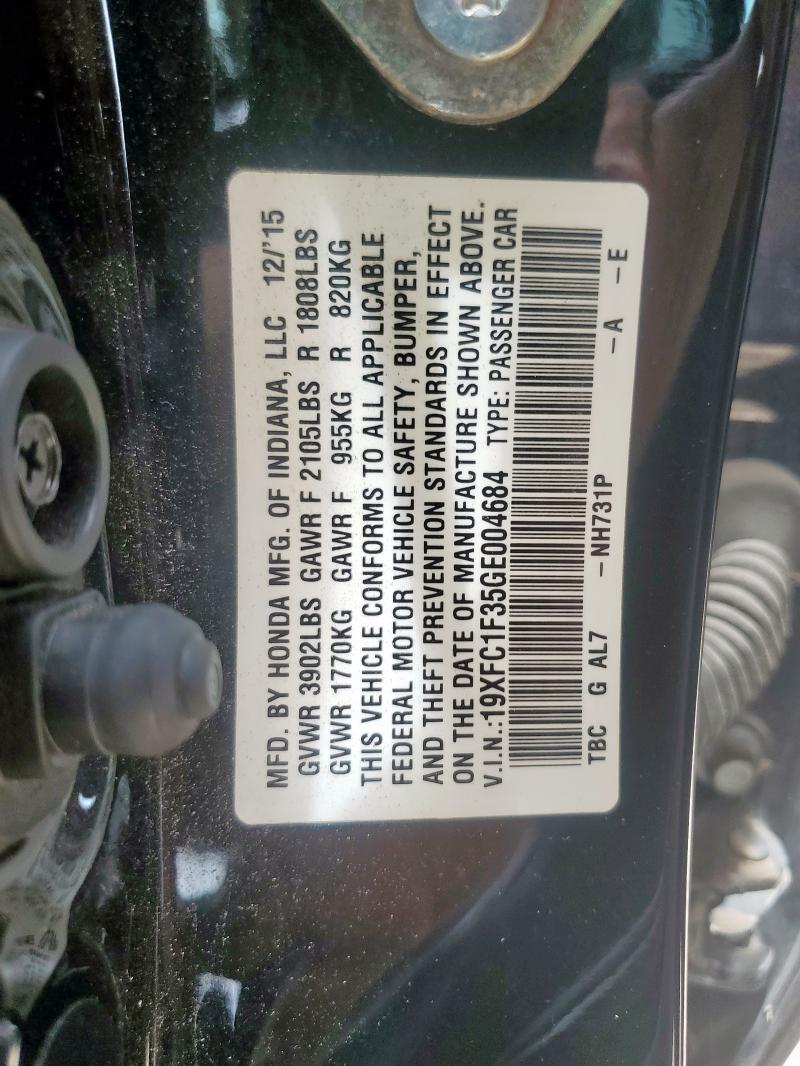 MFD. BY HONDA MFG. OF INDIANA, LLC 12/'15
GVWR 3902LBS GAWR F 2105LBS R 1808LBS
GVWR 1770KG GAWR F 955KG R 820KG
THIS VEHICLE CONFORMS TO ALL APPLICABLE
FEDERAL MOTOR VEHICLE SAFETY, BUMPER,
AND THEFT PREVENTION STANDARDS IN EFFECT
ON THE DATE OF MANUFACTURE SHOWN ABOVE.
V.I.N.:19XFC1F35GE004684 TYPE: PASSENGER CAR
TBC G AL7 -NH731P -A -E